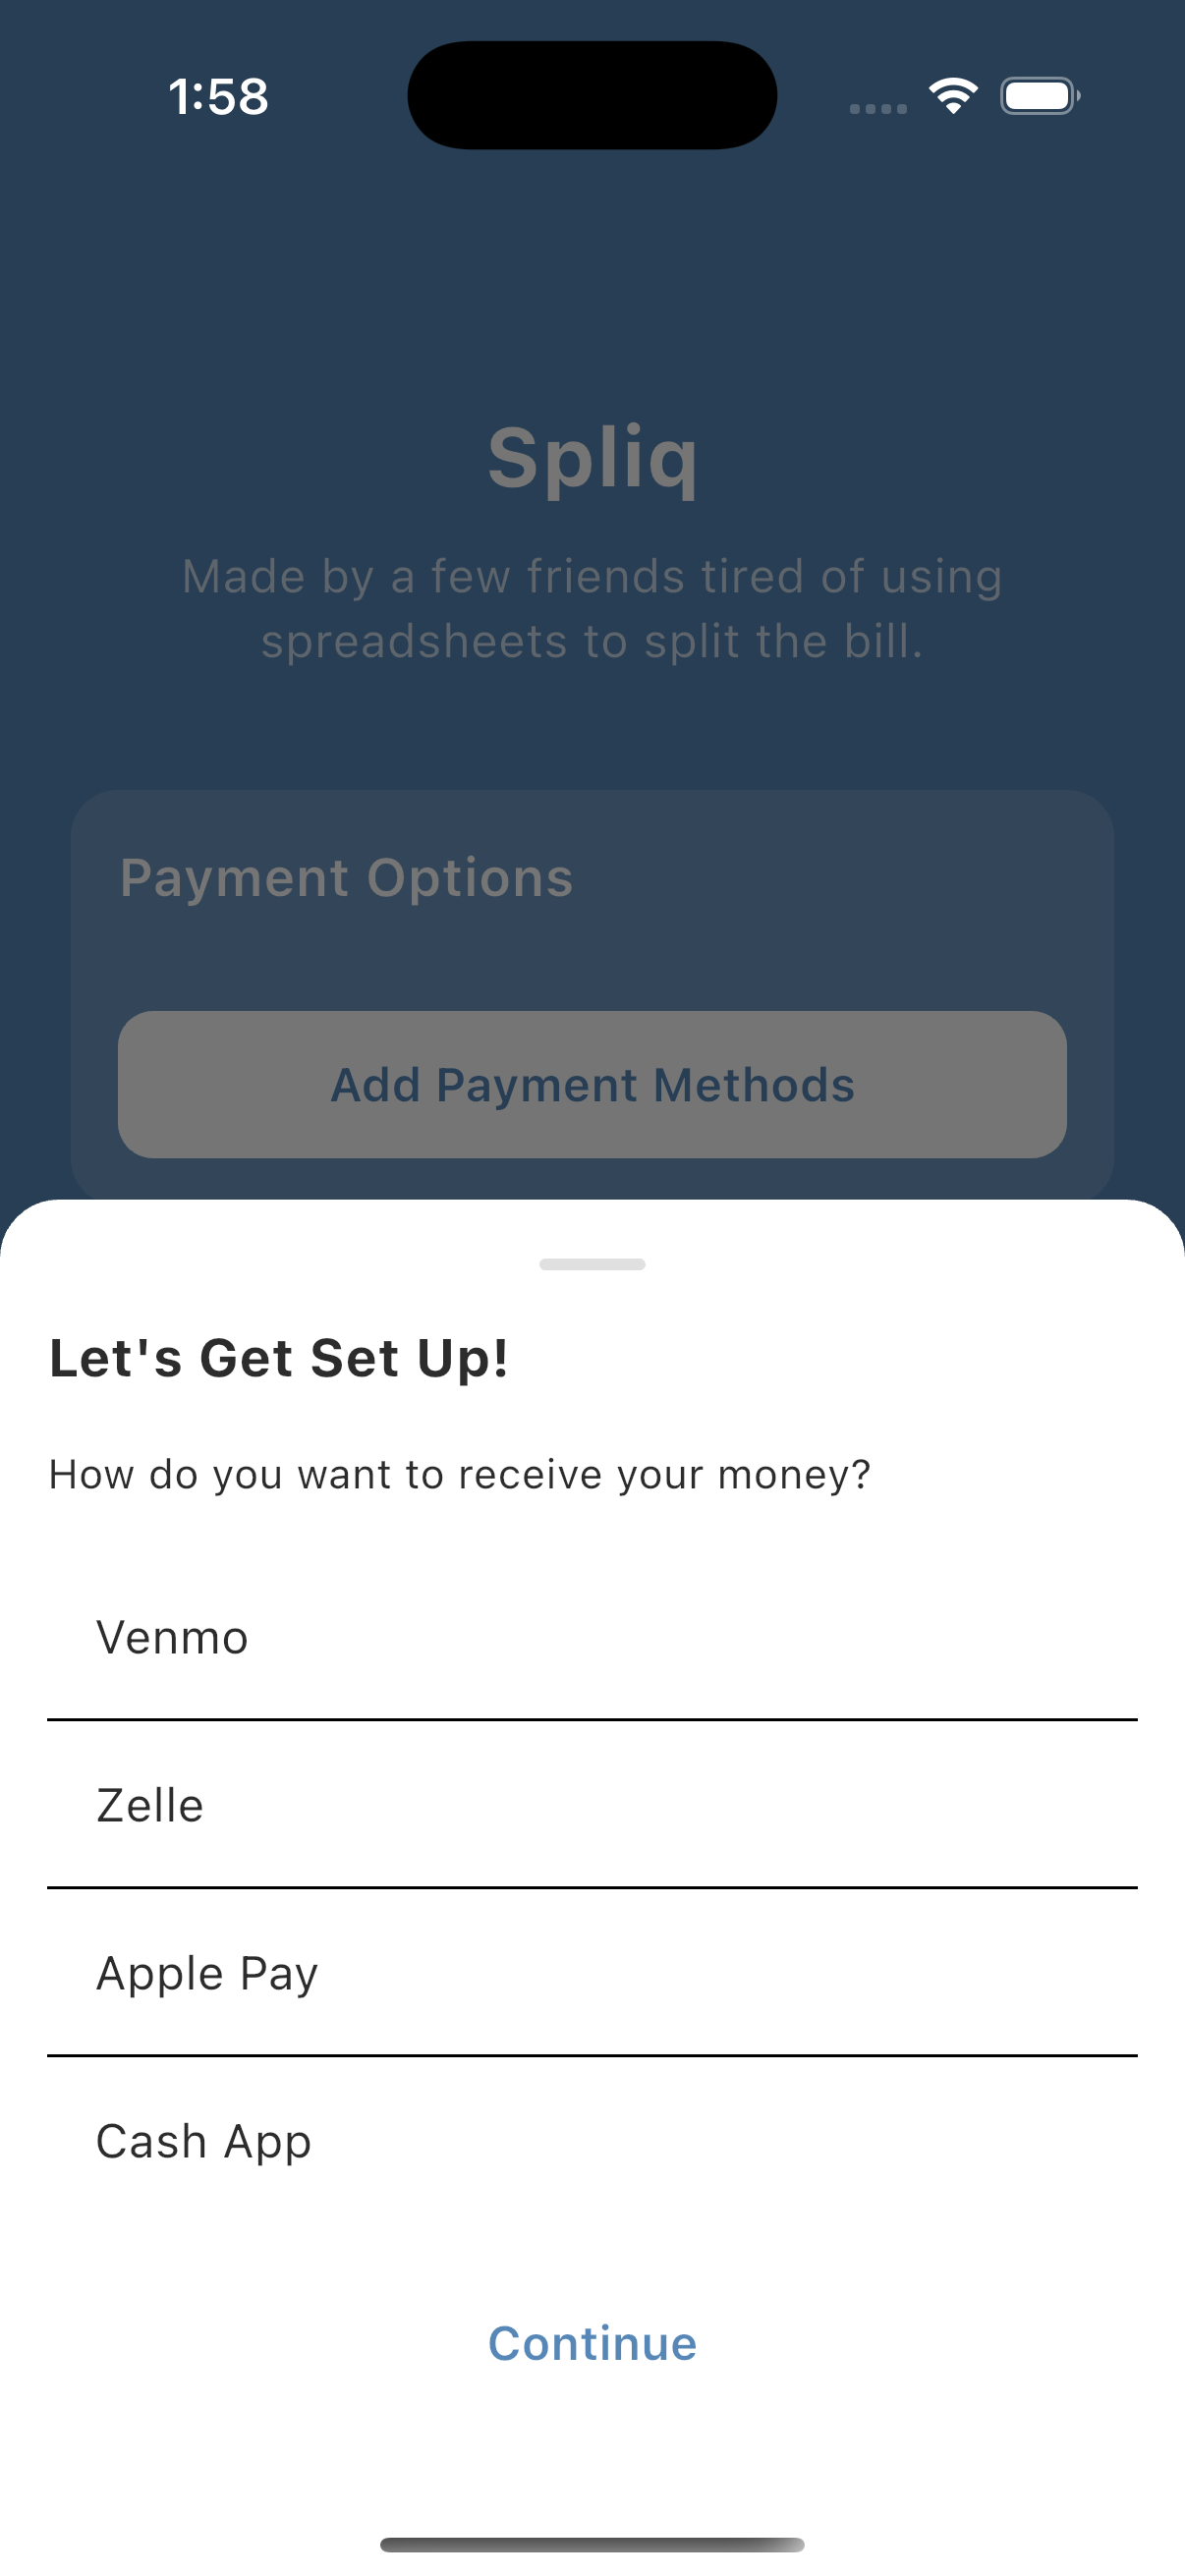 1:58
Spliq
Made by a few friends tired of using
spreadsheets to split the bill.
Payment Options
Add Payment Methods
Let's Get Set Up!
How do you want to receive your money?
Venmo
Zelle
Apple Pay
Cash App
Continue